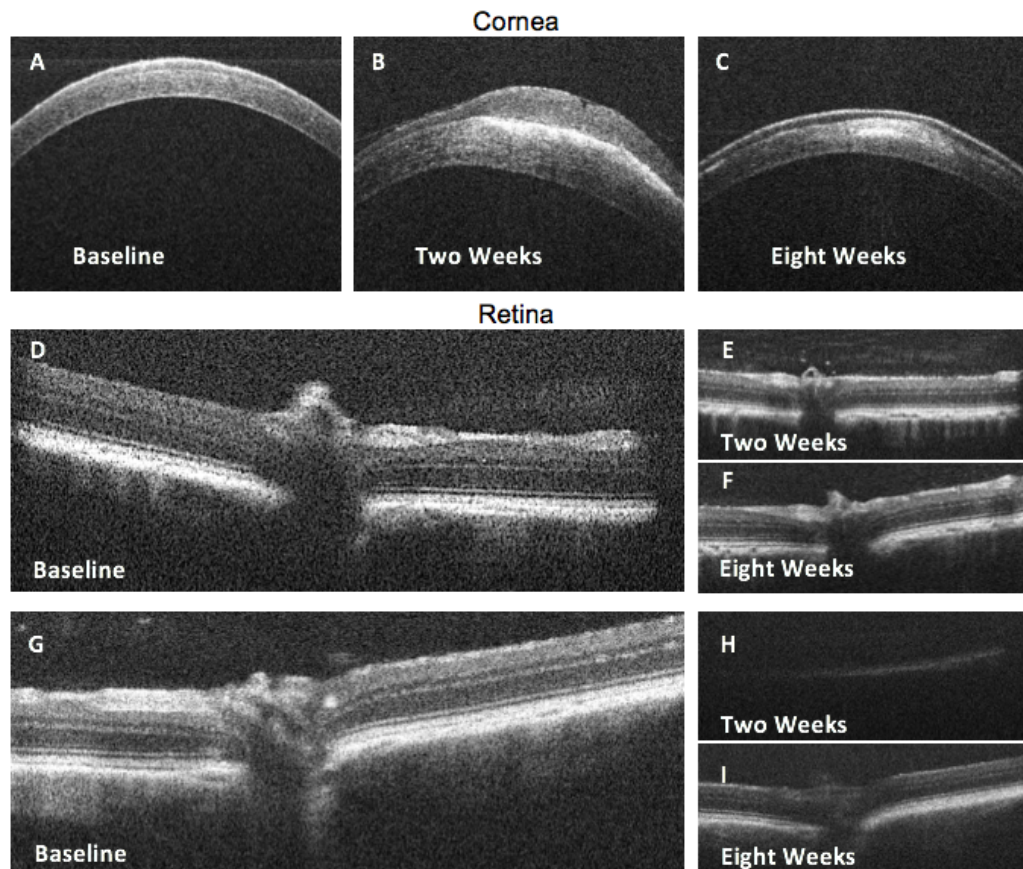 Cornea
A
B
C
Baseline
Two Weeks
Eight Weeks
Retina
D
Baseline
E
Two Weeks
F
Eight Weeks
G
Baseline
H
Two Weeks
I
Eight Weeks